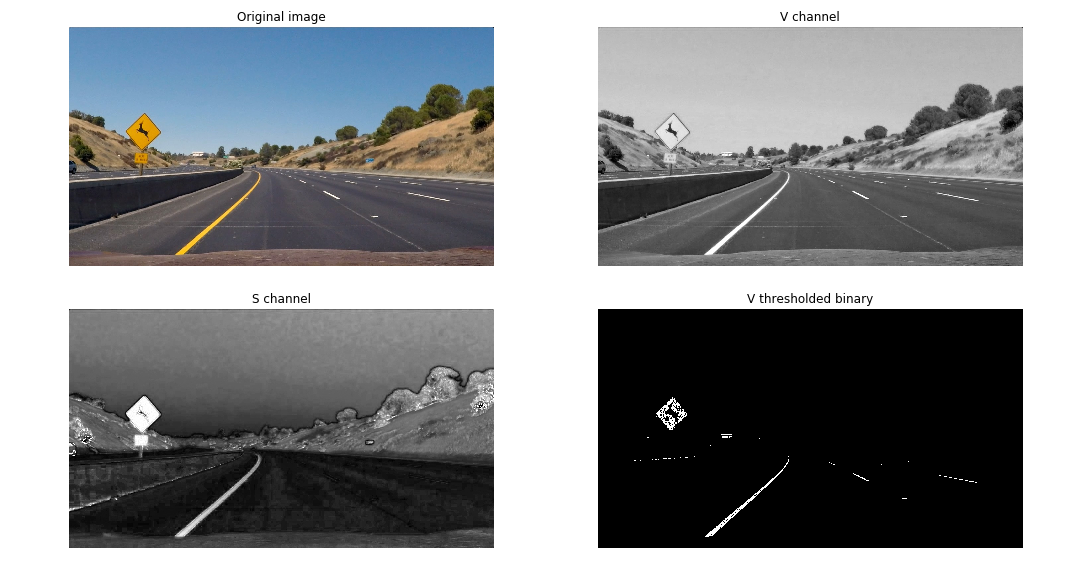 Original image
V channel
S channel
V thresholded binary